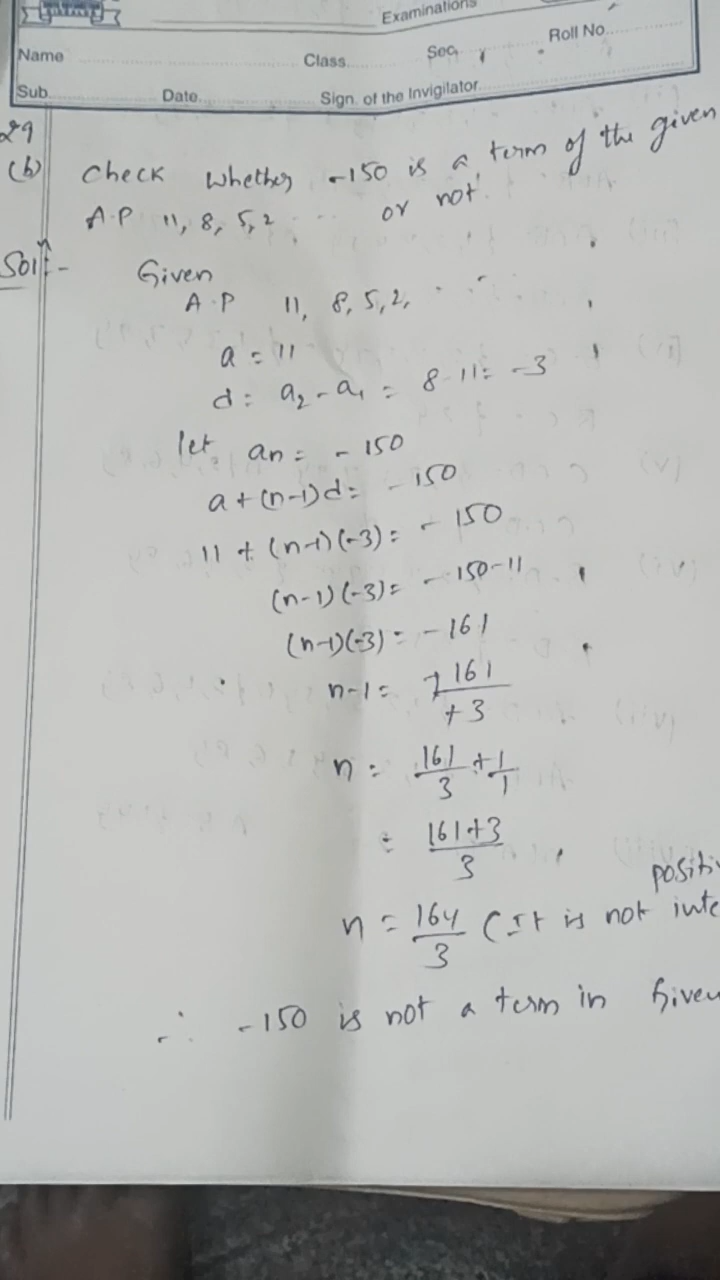 Examinations
Name Class Sec. Roll No.
Sub. Date. Sign. of the Invigilator
29
(b) Check whether -150 is a term of the given
A.P 11, 8, 5, 2 ... or not.
Sol:- Given
A.P 11, 8, 5, 2, ...
a = 11
d = a₂ - a₁ = 8-11 = -3
let, an = -150
a + (n-1)d = -150
11 + (n-1)(-3) = -150
(n-1)(-3) = -150-11
(n-1)(-3) = -161
n-1 = +161/+3
n = 161/3 + 1/1
= 161+3/3
positi
n = 164/3 (It is not inte
∴ -150 is not a term in Given